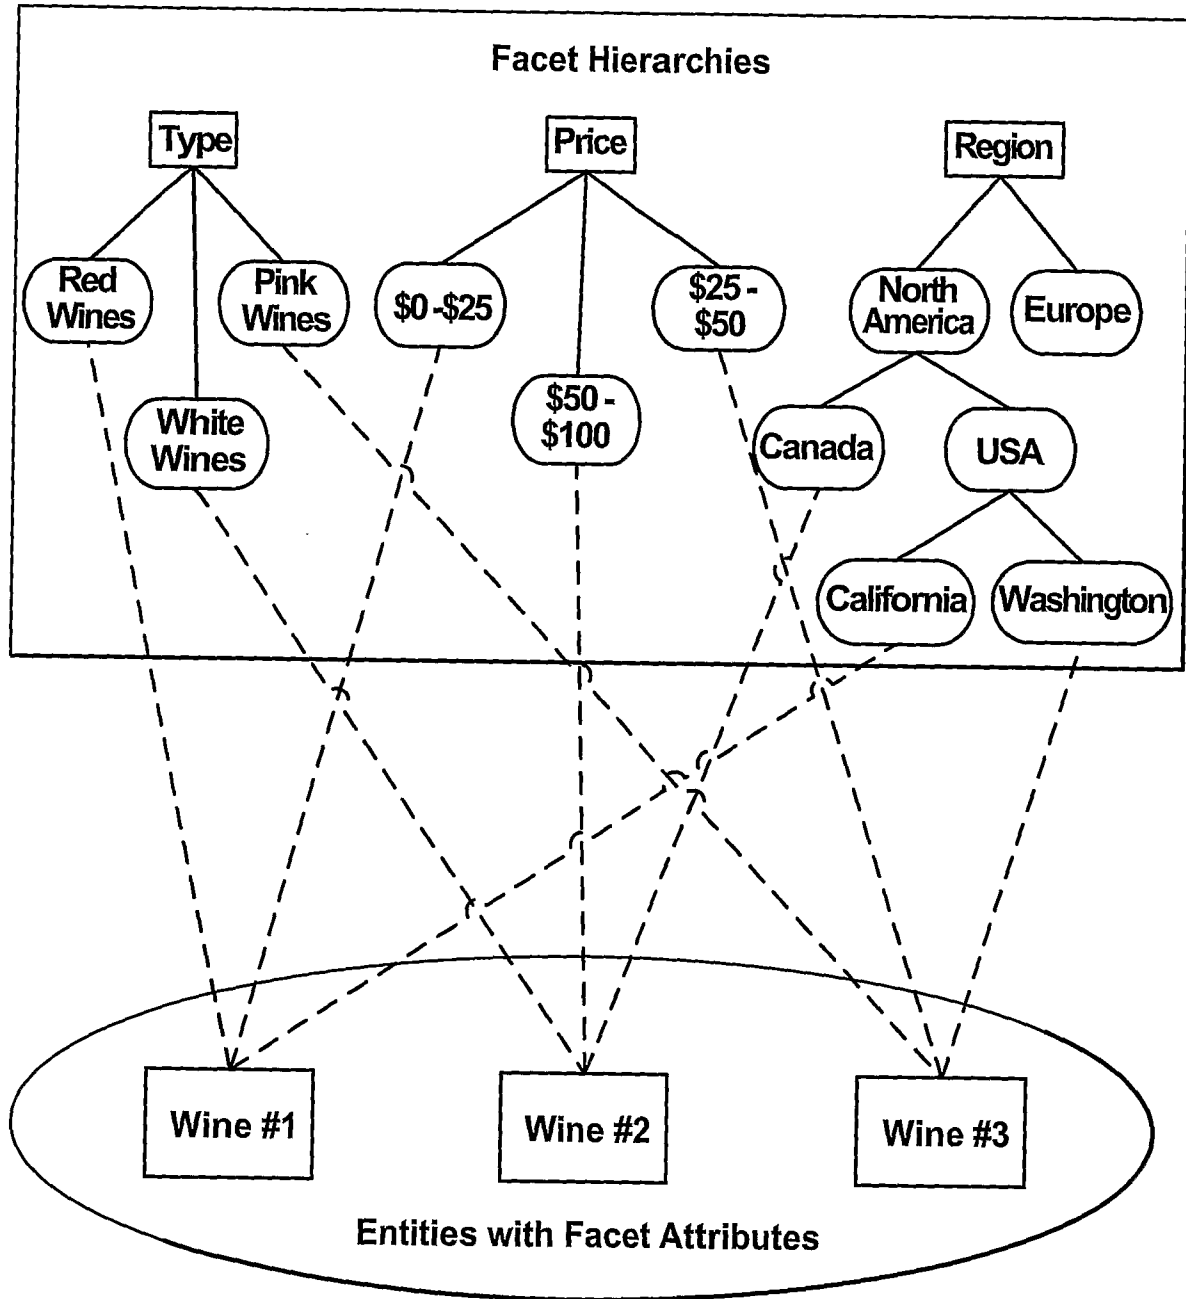 Facet Hierarchies
Type
Price
Region
Red
Wines
Pink
Wines
$0 -$25
$25 -
$50
North
America
Europe
White
Wines
$50 -
$100
Canada
USA
California
Washington
Wine #1
Wine #2
Wine #3
Entities with Facet Attributes